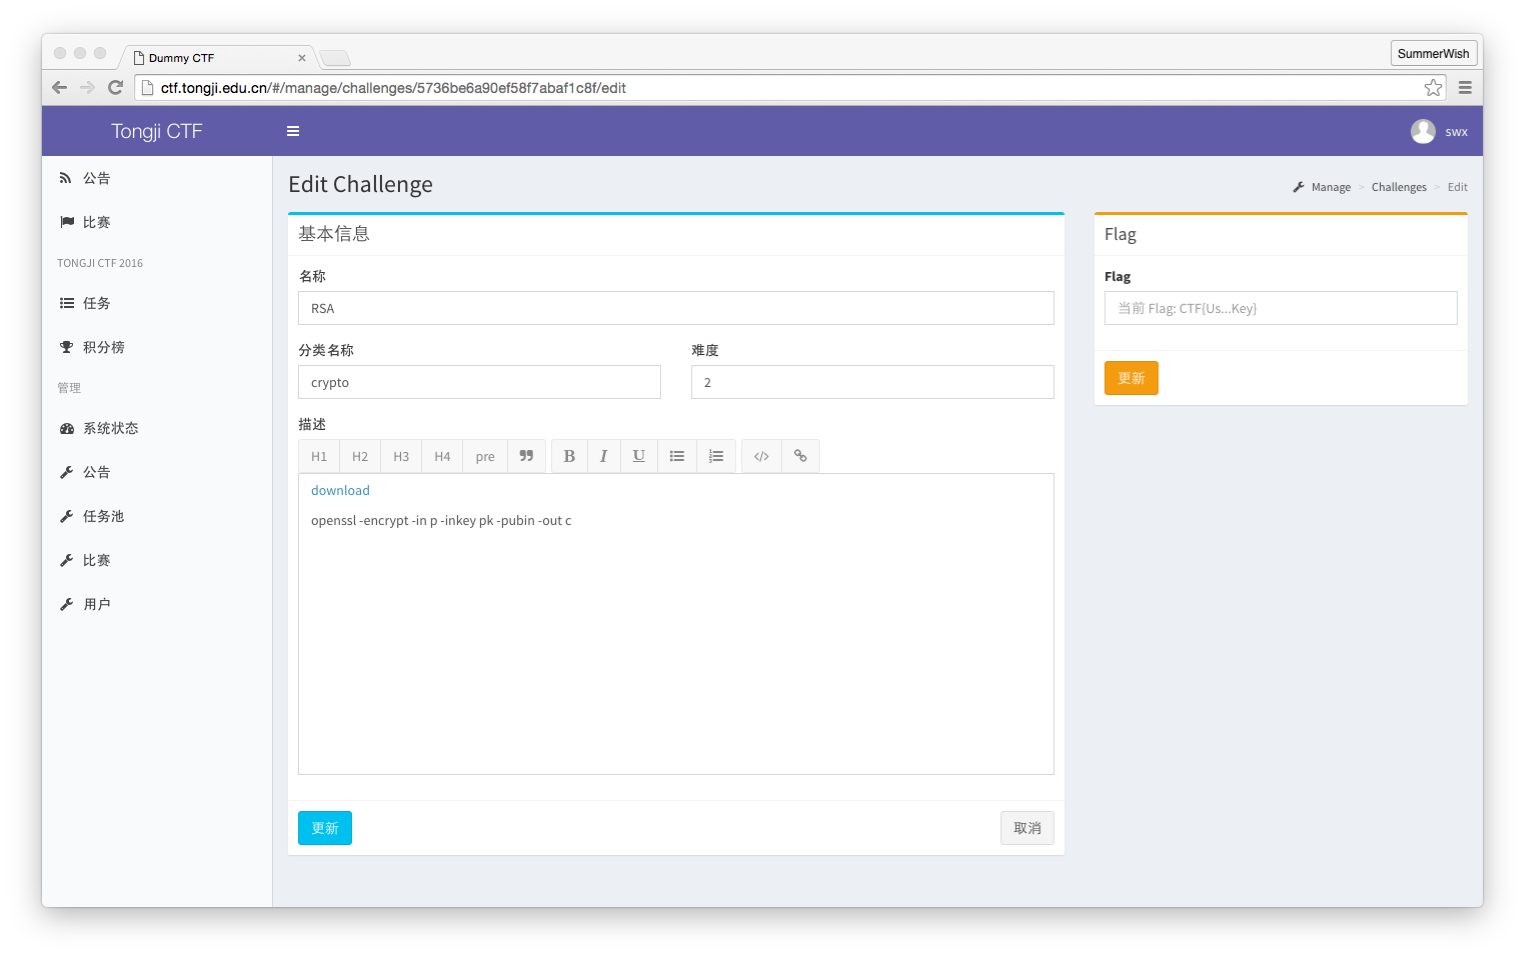 Dummy CTF
SummerWish
ctf.tongji.edu.cn/#/manage/challenges/5736be6a90ef58f7abaf1c8f/edit
Tongji CTF
swx
公告
比赛
TONGJI CTF 2016
任务
积分榜
管理
系统状态
公告
任务池
比赛
用户
Edit Challenge
Manage > Challenges > Edit
基本信息
名称
RSA
分类名称
难度
crypto
2
描述
H1 H2 H3 H4 pre B I U </>
download
openssl -encrypt -in p -inkey pk -pubin -out c
更新
取消
Flag
Flag
当前 Flag: CTF{Us...Key}
更新